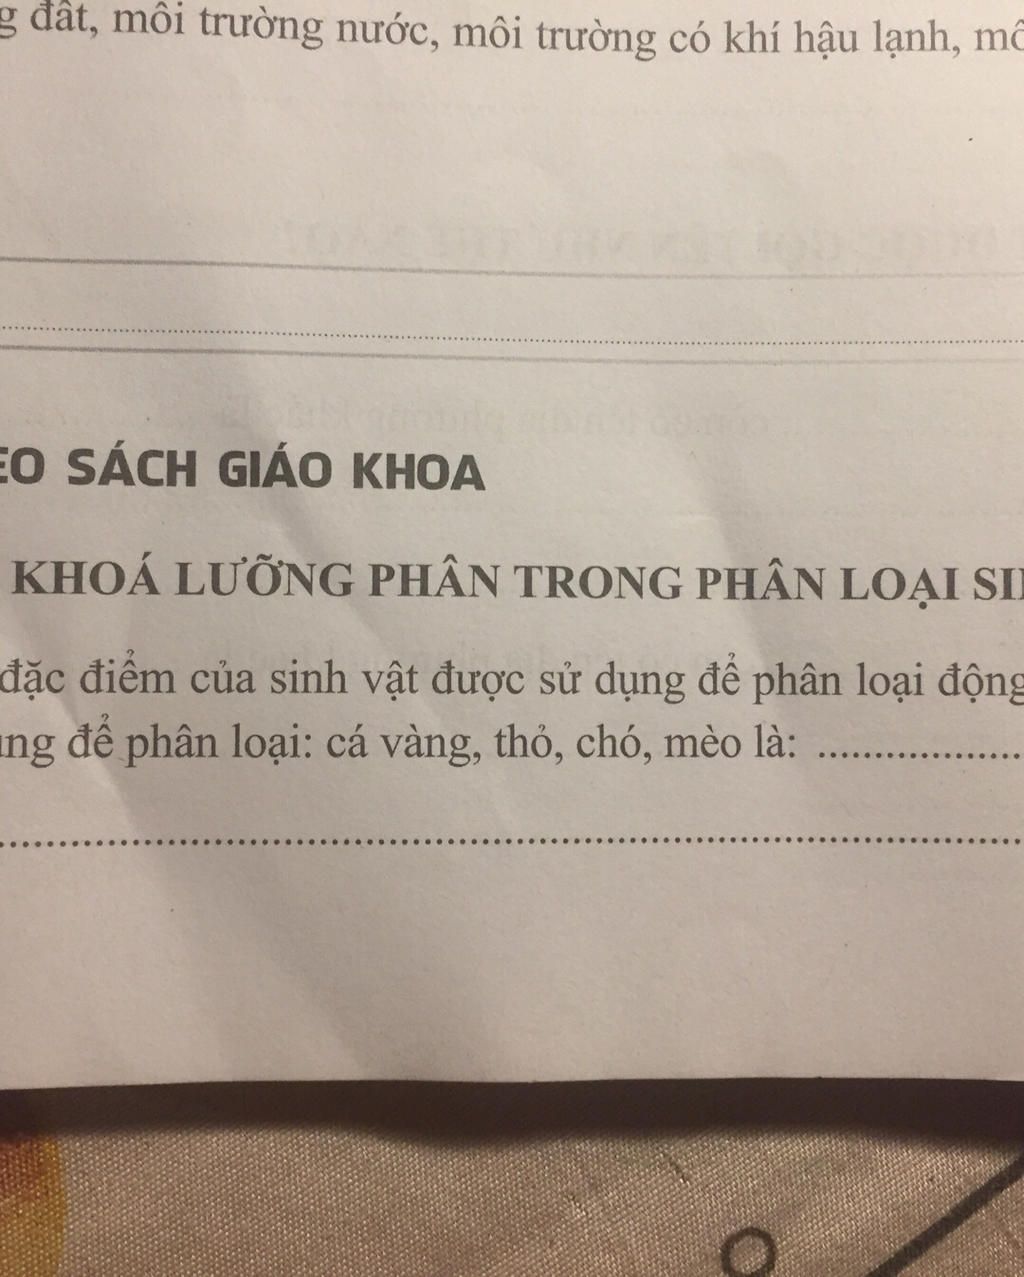 g đất, môi trường nước, môi trường có khí hậu lạnh, mô
EO SÁCH GIÁO KHOA
KHOÁ LƯỠNG PHÂN TRONG PHÂN LOẠI SI
đặc điểm của sinh vật được sử dụng để phân loại động
ung để phân loại: cá vàng, thỏ, chó, mèo là: ....................